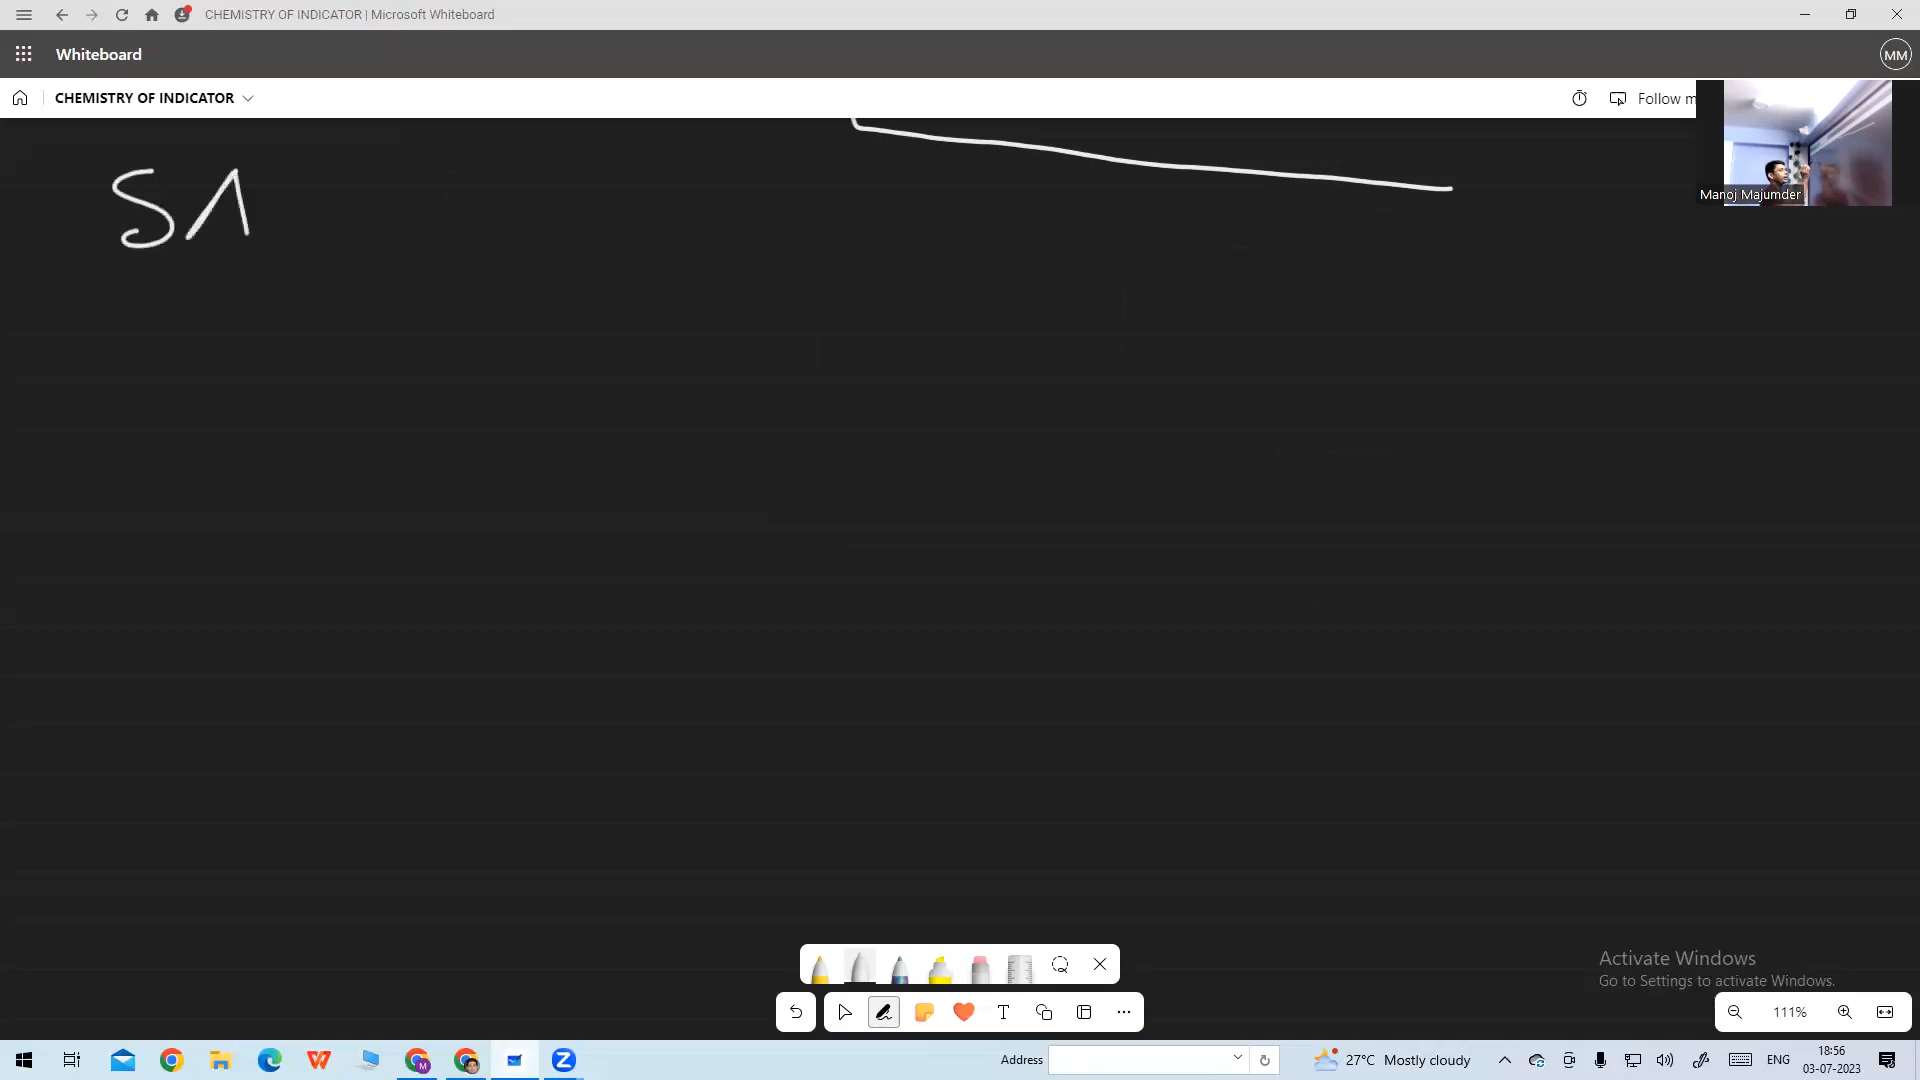 CHEMISTRY OF INDICATOR | Microsoft Whiteboard
Whiteboard
MM
CHEMISTRY OF INDICATOR
Follow m
Manoj Majumder
SA
Activate Windows
Go to Settings to activate Windows.
111%
Address
27°C Mostly cloudy
ENG
18:56
03-07-2023